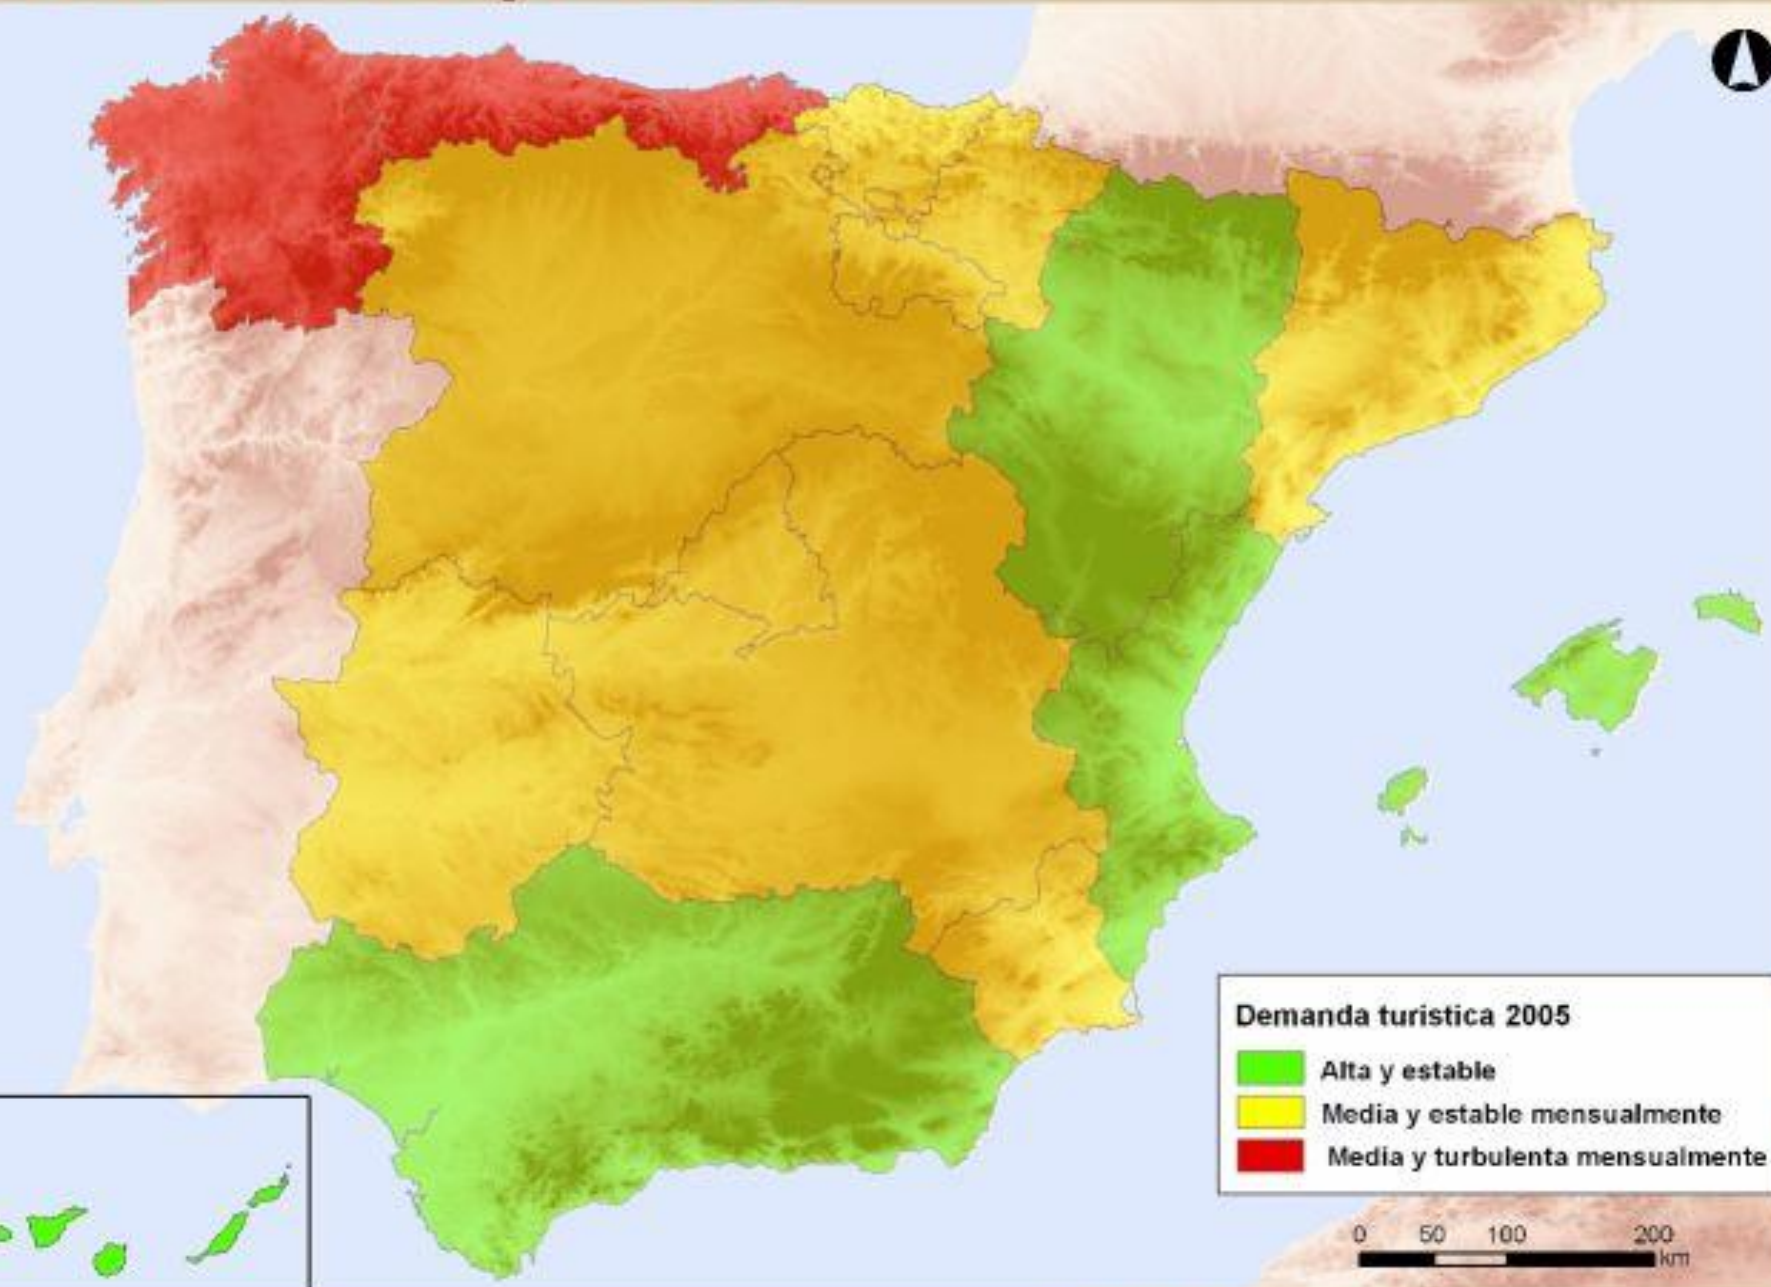 Demanda turistica 2005
Alta y estable
Media y estable mensualmente
Media y turbulenta mensualmente
0 50 100 200
km